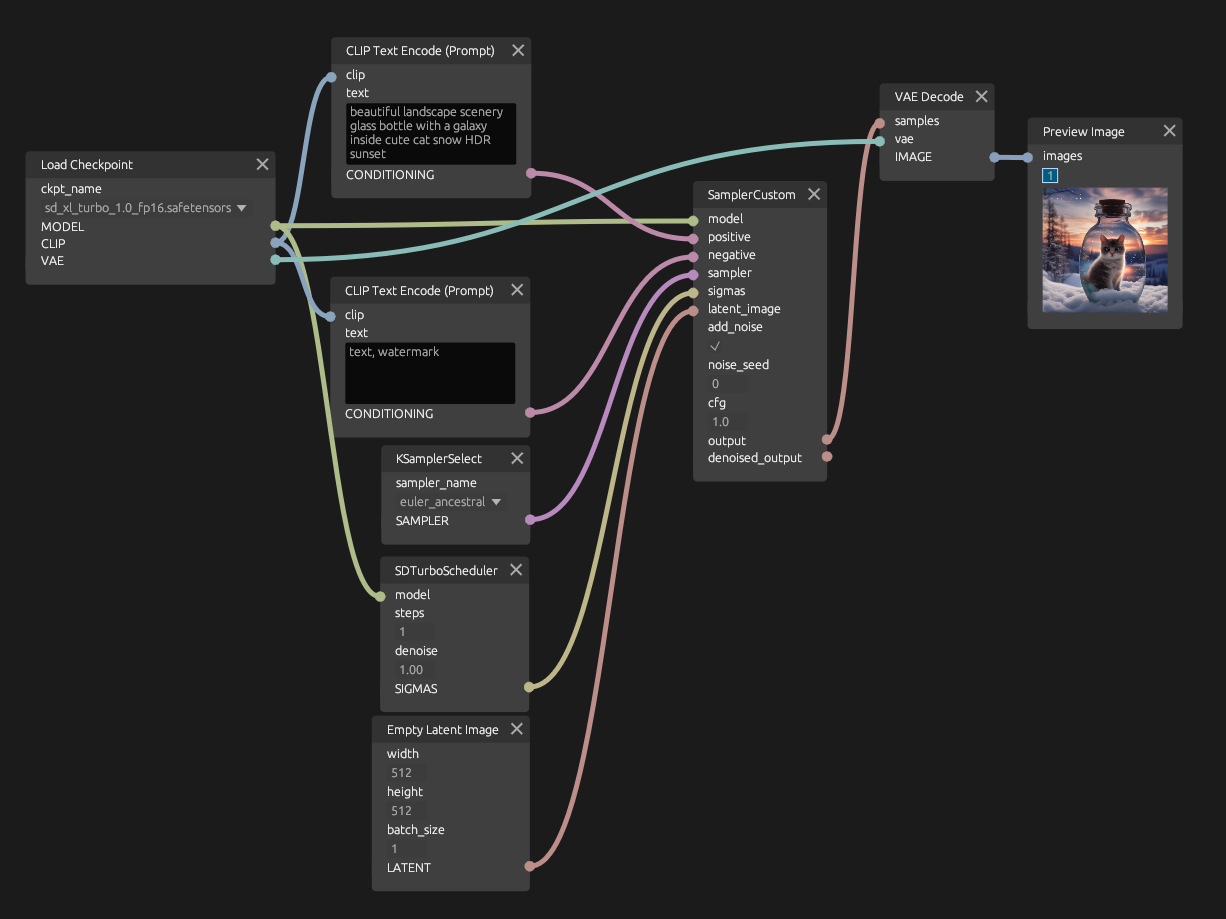 Load Checkpoint
ckpt_name
sd_xl_turbo_1.0_fp16.safetensors
MODEL
CLIP
VAE
CLIP Text Encode (Prompt)
clip
text
beautiful landscape scenery
glass bottle with a galaxy
inside cute cat snow HDR
sunset
CONDITIONING
CLIP Text Encode (Prompt)
clip
text
text, watermark
CONDITIONING
KSamplerSelect
sampler_name
euler_ancestral
SAMPLER
SDTurboScheduler
model
steps
1
denoise
1.00
SIGMAS
Empty Latent Image
width
512
height
512
batch_size
1
LATENT
SamplerCustom
model
positive
negative
sampler
sigmas
latent_image
add_noise
noise_seed
0
cfg
1.0
output
denoised_output
VAE Decode
samples
vae
IMAGE
Preview Image
images
1